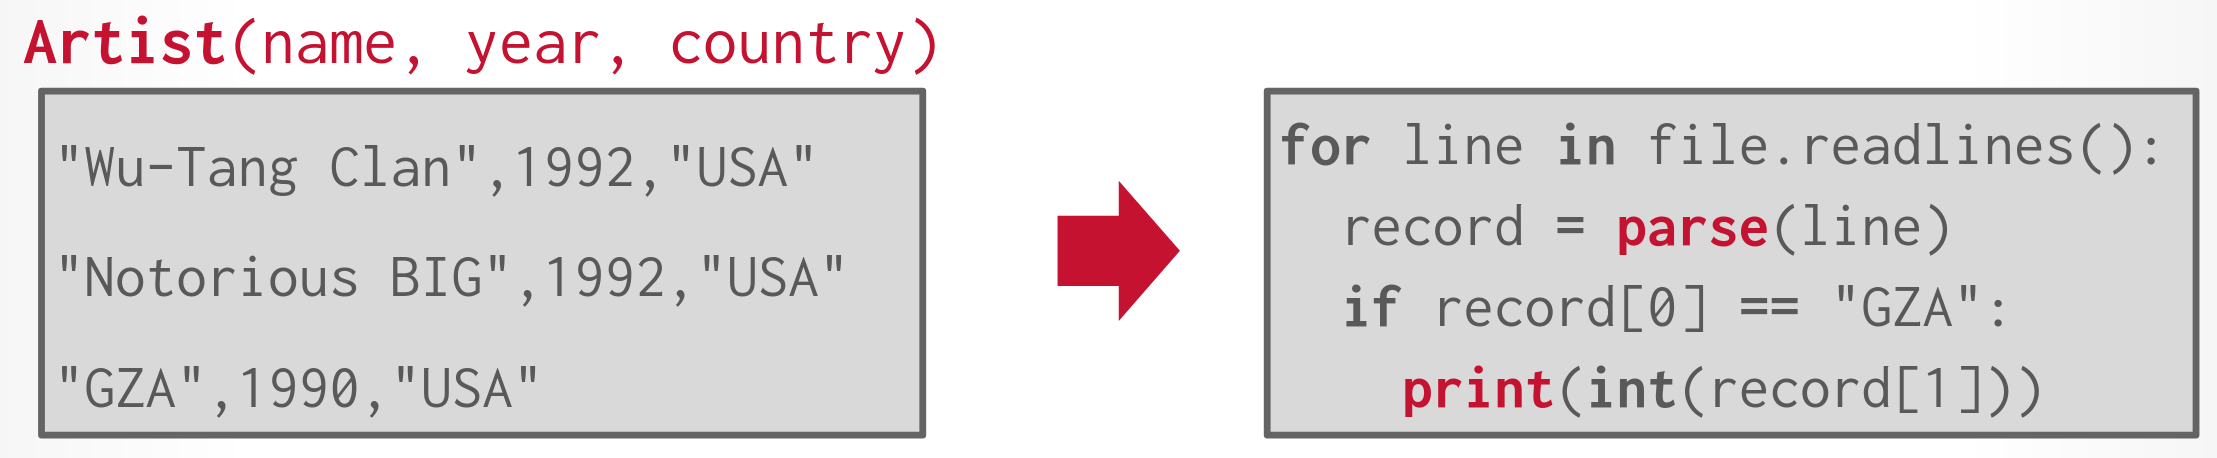 Artist(name, year, country)
"Wu-Tang Clan",1992,"USA"
"Notorious BIG",1992,"USA"
"GZA",1990,"USA"
for line in file.readlines():
  record = parse(line)
  if record[0] == "GZA":
    print(int(record[1]))